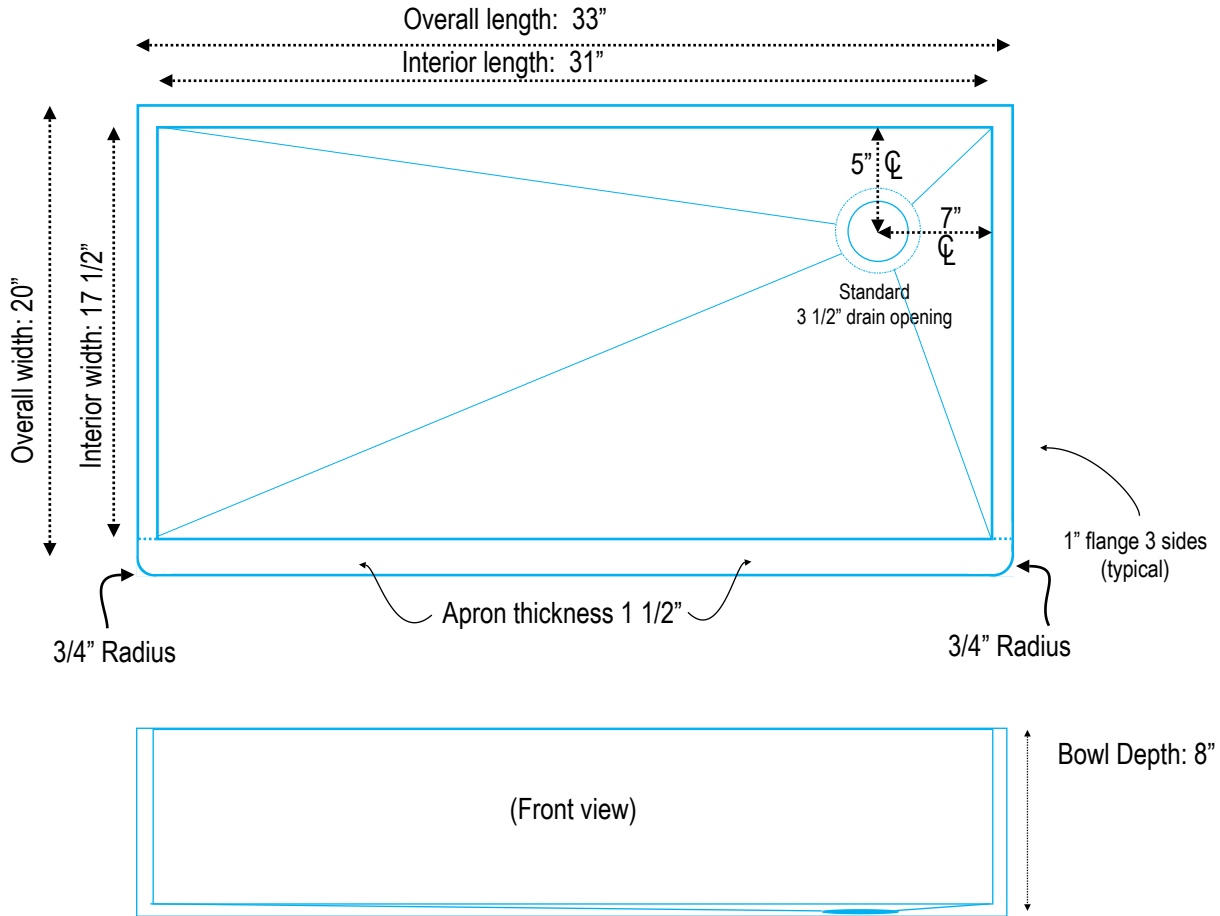 Overall length: 33”
Interior length: 31”
5” ℄
7”
℄
Standard
3 1/2” drain opening
Overall width: 20”
Interior width: 17 1/2”
1” flange 3 sides
(typical)
Apron thickness 1 1/2”
3/4” Radius
3/4” Radius
Bowl Depth: 8”
(Front view)